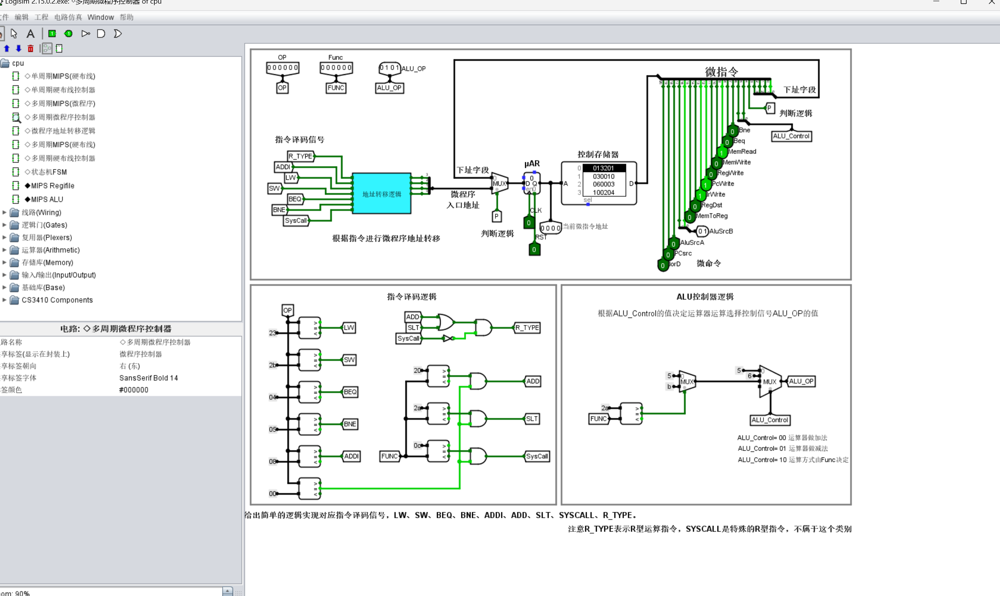 Logisim 2.15.0.2.exe: ◇多周期微程序控制器 of cpu
文件 编辑 工程 电路仿真 Window 帮助
cpu
◇单周期MIPS(硬布线)
◇单周期硬布线控制器
◇多周期MIPS(微程序)
◇多周期微程序控制器
◇微程序地址转移逻辑
◇多周期MIPS(硬布线)
◇多周期硬布线控制器
◇状态机FSM
◆MIPS Regifile
◆MIPS ALU
线路(Wiring)
逻辑门(Gates)
复用器(Plexers)
运算器(Arithmetic)
存储库(Memory)
输入/输出(Input/Output)
基础库(Base)
CS3410 Components
电路: ◇多周期微程序控制器
路名称 ◇多周期微程序控制器
享标签(显示在封装上) 微程序控制器
享标签朝向 右 (东)
享标签字体 SansSerif Bold 14
签颜色 #000000
oom: 90%
OP Func
000000 000000 0101 ALU_OP
OP FUNC ALU_OP
指令译码信号
R_TYPE
ADDI
LW
SW
BEQ
BNE
SysCall
地址转移逻辑
根据指令进行微程序地址转移
微程序
入口地址
下址字段
0
MUX
P
判断逻辑
μAR
0
D Q
en0
CLK
0
RST
0
0000 当前微指令地址
控制存储器
A D
0 013201
1 030010
2 060003
3 100204
sel
微指令
下址字段
P
判断逻辑
ALU_Control
0 Bne
0 Beq
1 MemRead
0 MemWrite
0 RegWrite
1 PcWrite
1 IrWrite
0 RegDst
0 MemToReg
01 AluSrcB
0 AluSrcA
0 PCsrc
0 IorD
微命令
指令译码逻辑
OP
23 > = < LW
2b > = < SW
04 > = < BEQ
05 > = < BNE
08 > = < ADDI
00 > = <
ADD
SLT
SysCall
R_TYPE
20 > = < ADD
2a > = < SLT
0c > = < SysCall
FUNC
ALU控制器逻辑
根据ALU_Control的值决定运算器运算选择控制信号ALU_OP的值
5 0
b MUX
5 0
6 MUX ALU_OP
2a
FUNC > = <
ALU_Control
ALU_Control= 00 运算器做加法
ALU_Control= 01 运算器做减法
ALU_Control= 10 运算方式由Func决定
给出简单的逻辑实现对应指令译码信号，LW、SW、BEQ、BNE、ADDI、ADD、SLT、SYSCALL、R_TYPE。
注意R_TYPE表示R型运算指令，SYSCALL是特殊的R型指令，不属于这个类别